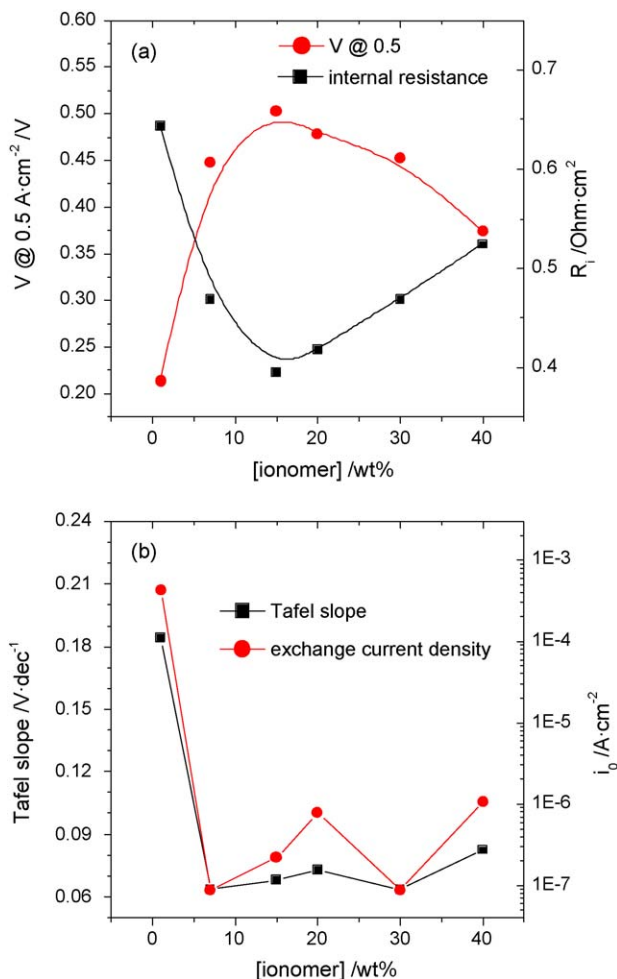 (a)
V @ 0.5
internal resistance
V @ 0.5 A·cm⁻² /V
0.60
0.55
0.50
0.45
0.40
0.35
0.30
0.25
0.20
0.7
0.6
0.5
0.4
Rᵢ /Ohm·cm²
0 10 20 30 40
[ionomer] /wt%
(b)
Tafel slope
exchange current density
Tafel slope /V·dec⁻¹
0.24
0.21
0.18
0.15
0.12
0.09
0.06
1E-3
1E-4
1E-5
1E-6
1E-7
i₀ /A·cm⁻²
0 10 20 30 40
[ionomer] /wt%